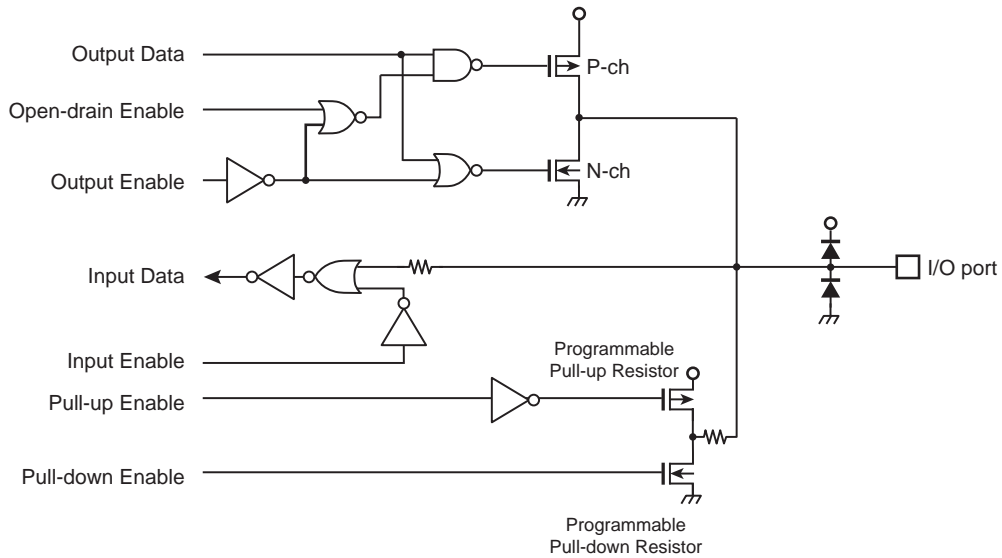 Output Data
P-ch
Open-drain Enable
Output Enable
N-ch
Input Data
I/O port
Input Enable
Programmable
Pull-up Resistor
Pull-up Enable
Pull-down Enable
Programmable
Pull-down Resistor